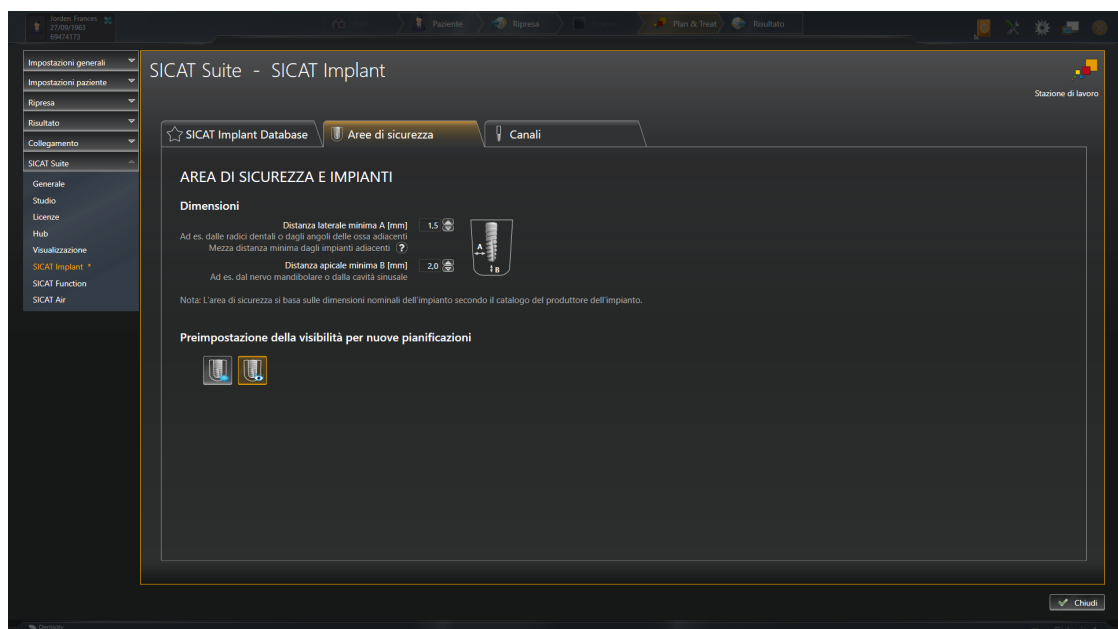 Jorden Frances
27/09/1963
69474173
Paziente
Ripresa
Plan & Treat
Risultato
Impostazioni generali
Impostazioni paziente
Ripresa
Risultato
Collegamento
SICAT Suite
Generale
Studio
Licenze
Hub
Visualizzazione
SICAT Implant *
SICAT Function
SICAT Air
SICAT Suite - SICAT Implant
Stazione di lavoro
SICAT Implant Database
Aree di sicurezza
Canali
AREA DI SICUREZZA E IMPIANTI
Dimensioni
Distanza laterale minima A [mm] 1,5
Ad es. dalle radici dentali o dagli angoli delle ossa adiacenti
Mezza distanza minima dagli impianti adiacenti ?
Distanza apicale minima B [mm] 2,0
Ad es. dal nervo mandibolare o dalla cavità sinusale
A
B
Nota: L'area di sicurezza si basa sulle dimensioni nominali dell'impianto secondo il catalogo del produttore dell'impianto.
Preimpostazione della visibilità per nuove pianificazioni
Chiudi